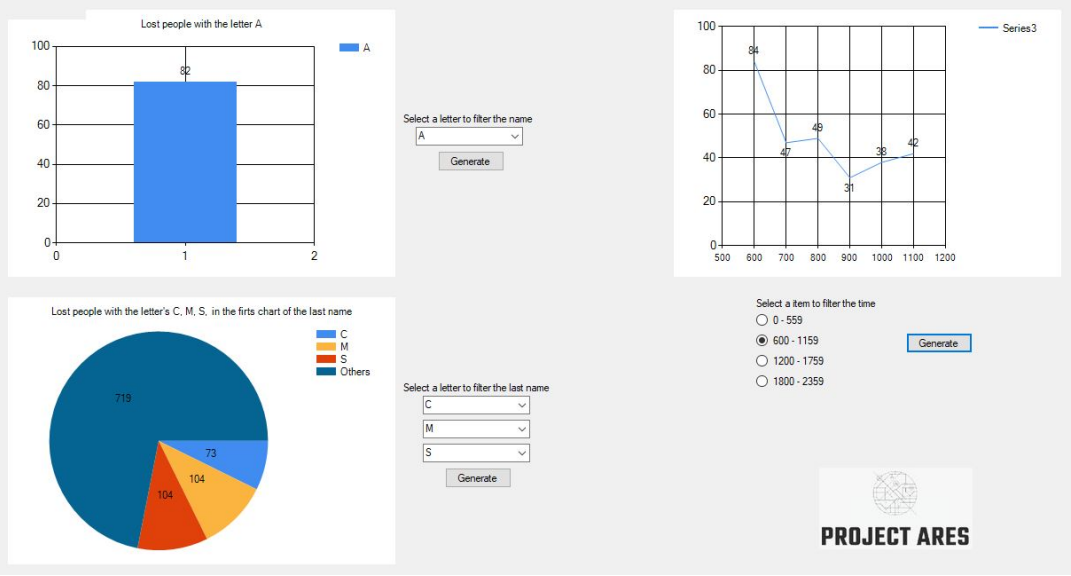 Lost people with the letter A
A
100
80
60
40
20
0
82
0 1 2
Select a letter to filter the name
A
Generate
Series3
100
80
60
40
20
0
84
47
49
31
38
42
500 600 700 800 900 1000 1100 1200
Lost people with the letter's C, M, S, in the firts chart of the last name
C
M
S
Others
719
73
104
104
Select a letter to filter the last name
C
M
S
Generate
Select a item to filter the time
0 - 559
600 - 1159
1200 - 1759
1800 - 2359
Generate
PROJECT ARES